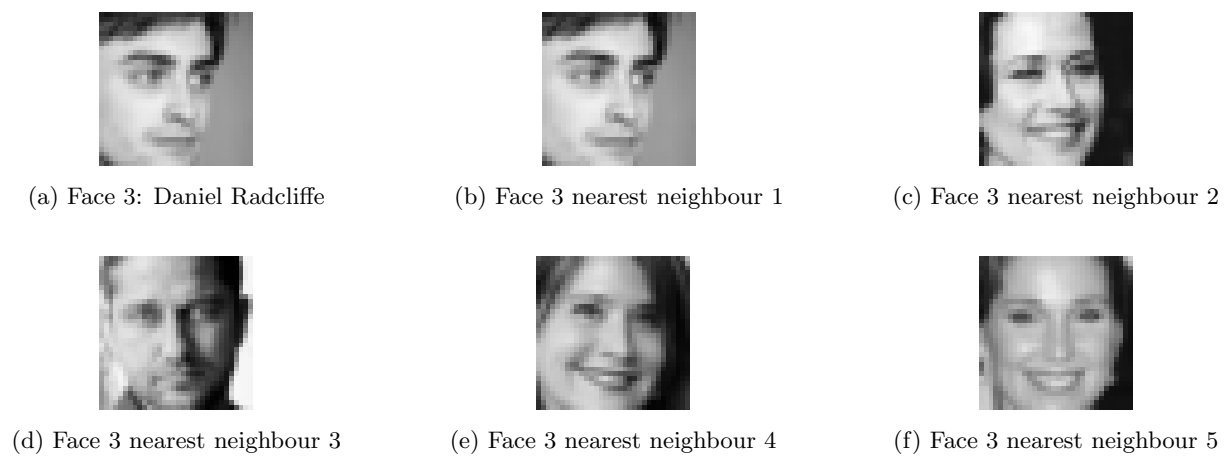 (a) Face 3: Daniel Radcliffe
(b) Face 3 nearest neighbour 1
(c) Face 3 nearest neighbour 2
(d) Face 3 nearest neighbour 3
(e) Face 3 nearest neighbour 4
(f) Face 3 nearest neighbour 5